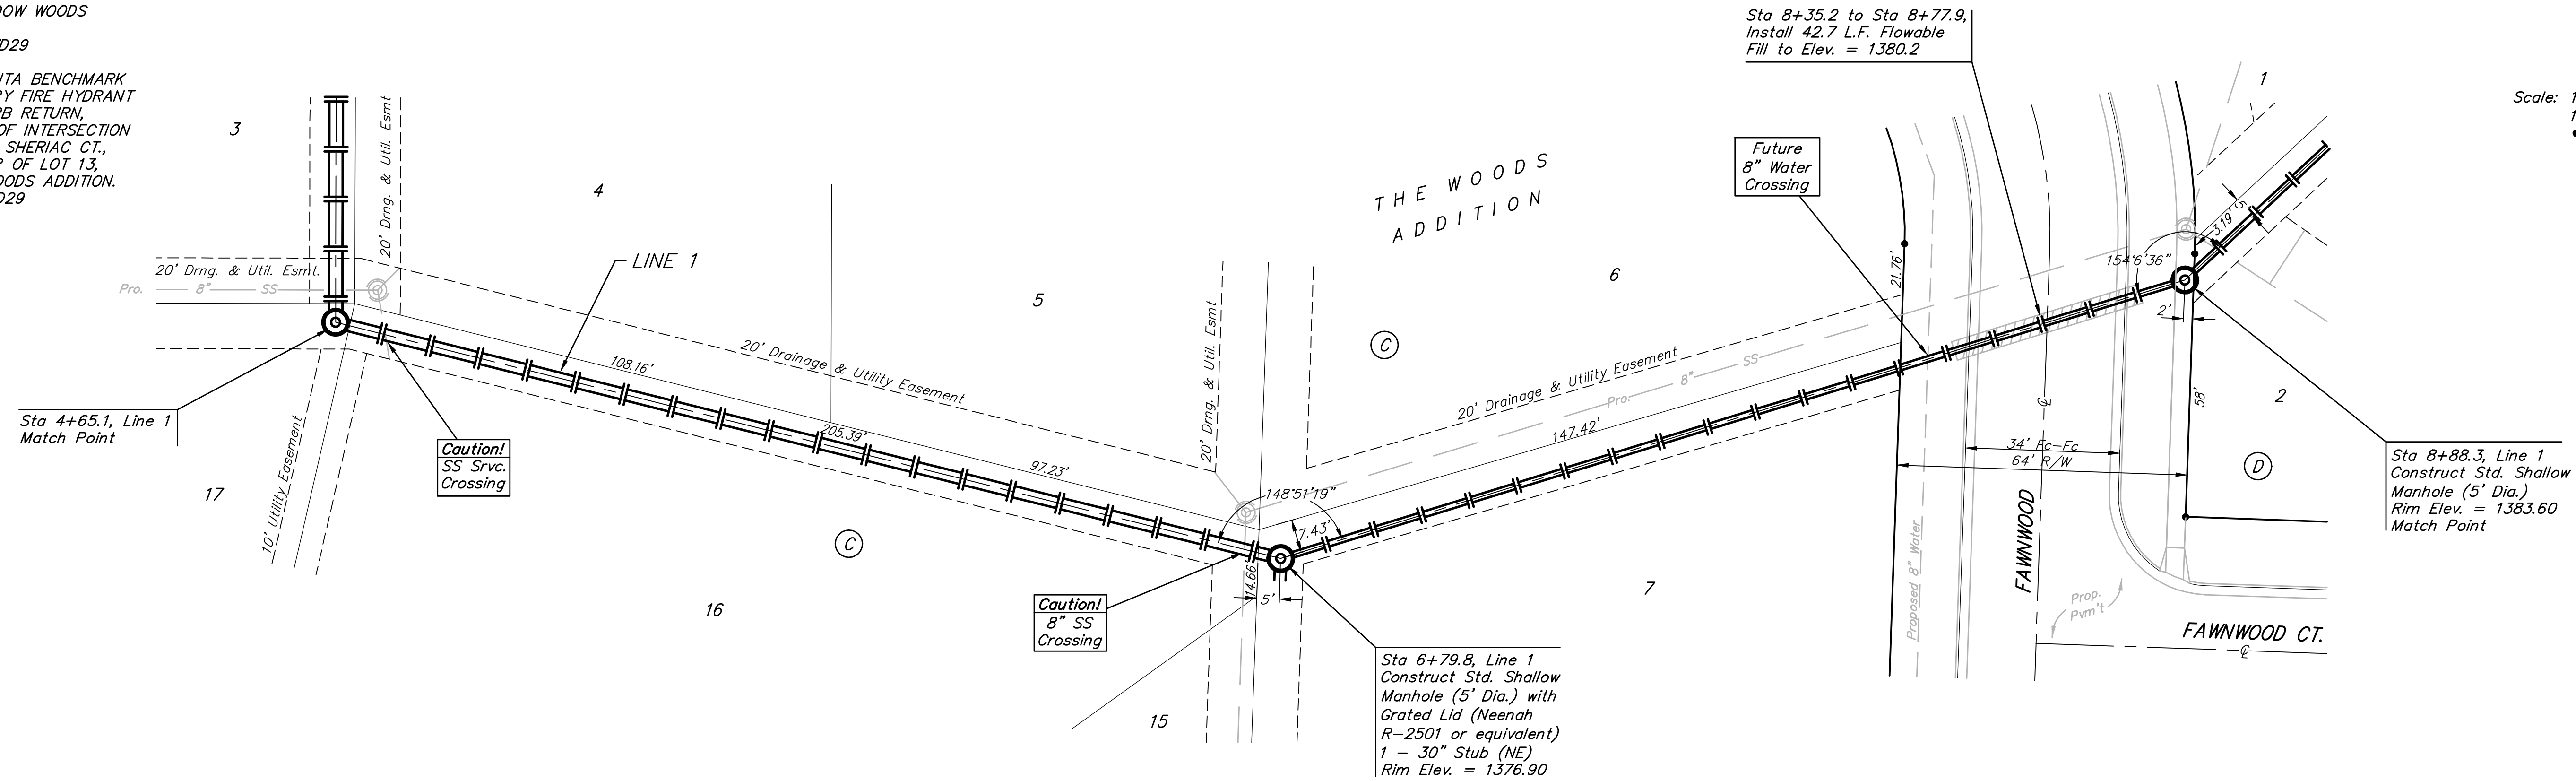 DOW WOODS
D29
ITA BENCHMARK
BY FIRE HYDRANT
RB RETURN,
OF INTERSECTION
SHERIAC CT.,
OF LOT 13,
OODS ADDITION.
D29
3
20' Drng. & Util. Esmt
4
20' Drng. & Util. Esmt.
Pro. 8" SS
LINE 1
108.16'
20' Drainage & Utility Easement
205.39'
97.23'
5
Sta 4+65.1, Line 1
Match Point
Caution!
SS Srvc.
Crossing
17
10' Utility Easement
C
16
20' Drng. & Util. Esmt
148°51'19"
7.43'
14.66'
5'
Caution!
8" SS
Crossing
15
Sta 6+79.8, Line 1
Construct Std. Shallow
Manhole (5' Dia.) with
Grated Lid (Neenah
R-2501 or equivalent)
1 - 30" Stub (NE)
Rim Elev. = 1376.90
THE WOODS
ADDITION
6
C
20' Drainage & Utility Easement
Pro. 8" SS
147.42'
7
Sta 8+35.2 to Sta 8+77.9,
Install 42.7 L.F. Flowable
Fill to Elev. = 1380.2
Future
8" Water
Crossing
21.76'
34' Fc-Fc
64' R/W
Proposed 8" Water
FAWNWOOD
℄
Prop.
Pvm't
FAWNWOOD CT.
℄
1
5'
3.19'
154°6'36"
2'
58'
2
D
Sta 8+88.3, Line 1
Construct Std. Shallow
Manhole (5' Dia.)
Rim Elev. = 1383.60
Match Point
Scale: 1
1